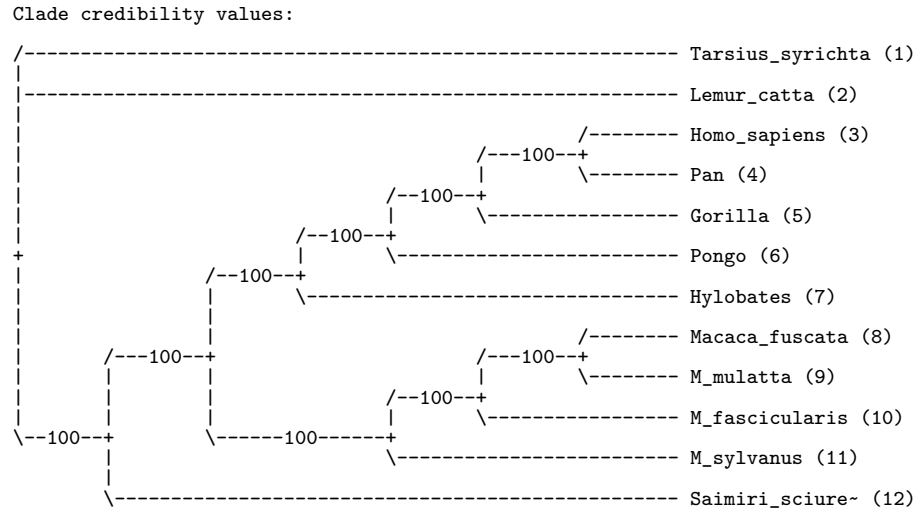 Clade credibility values:
Tarsius_syrichta (1)
Lemur_catta (2)
Homo_sapiens (3)
100
Pan (4)
100
Gorilla (5)
100
Pongo (6)
100
Hylobates (7)
Macaca_fuscata (8)
100 100
M_mulatta (9)
100
M_fascicularis (10)
100 100
M_sylvanus (11)
Saimiri_sciure~ (12)